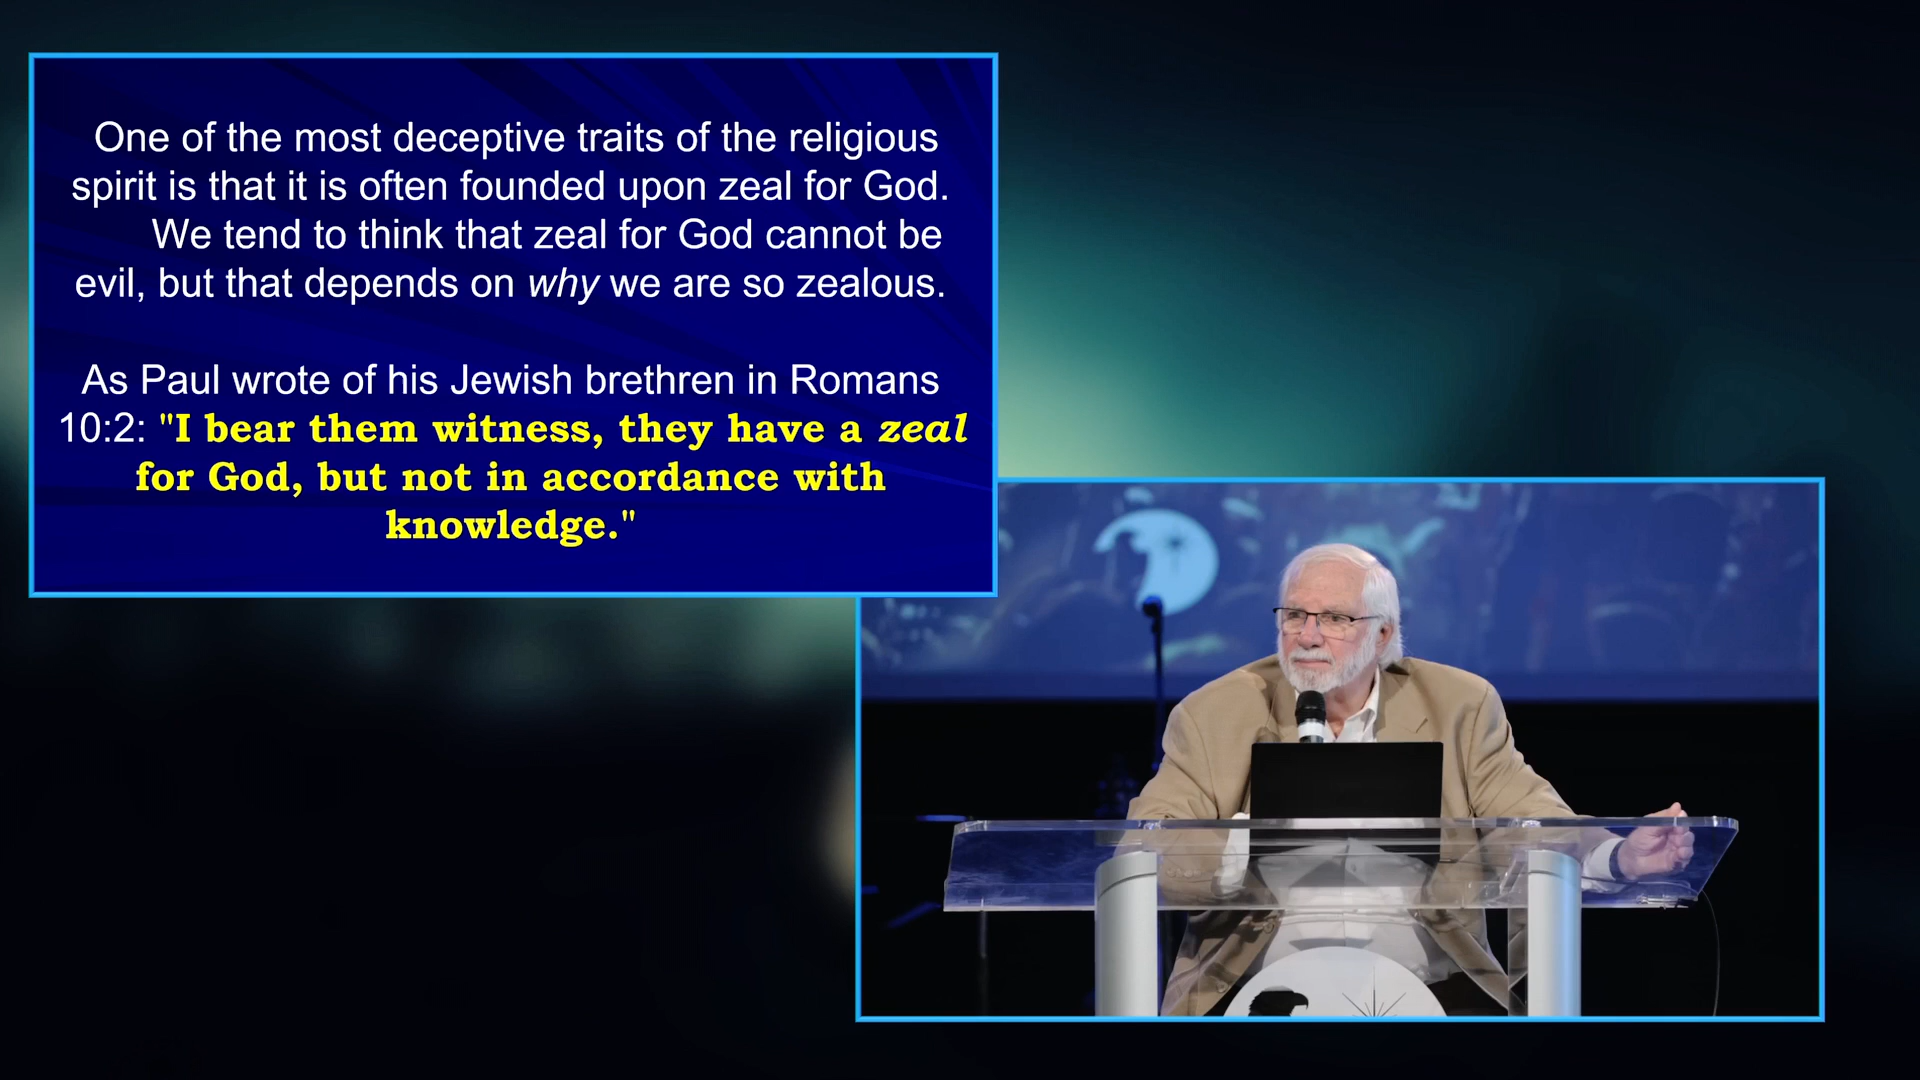 One of the most deceptive traits of the religious
spirit is that it is often founded upon zeal for God.
We tend to think that zeal for God cannot be
evil, but that depends on why we are so zealous.
As Paul wrote of his Jewish brethren in Romans
10:2: "I bear them witness, they have a zeal
for God, but not in accordance with
knowledge."